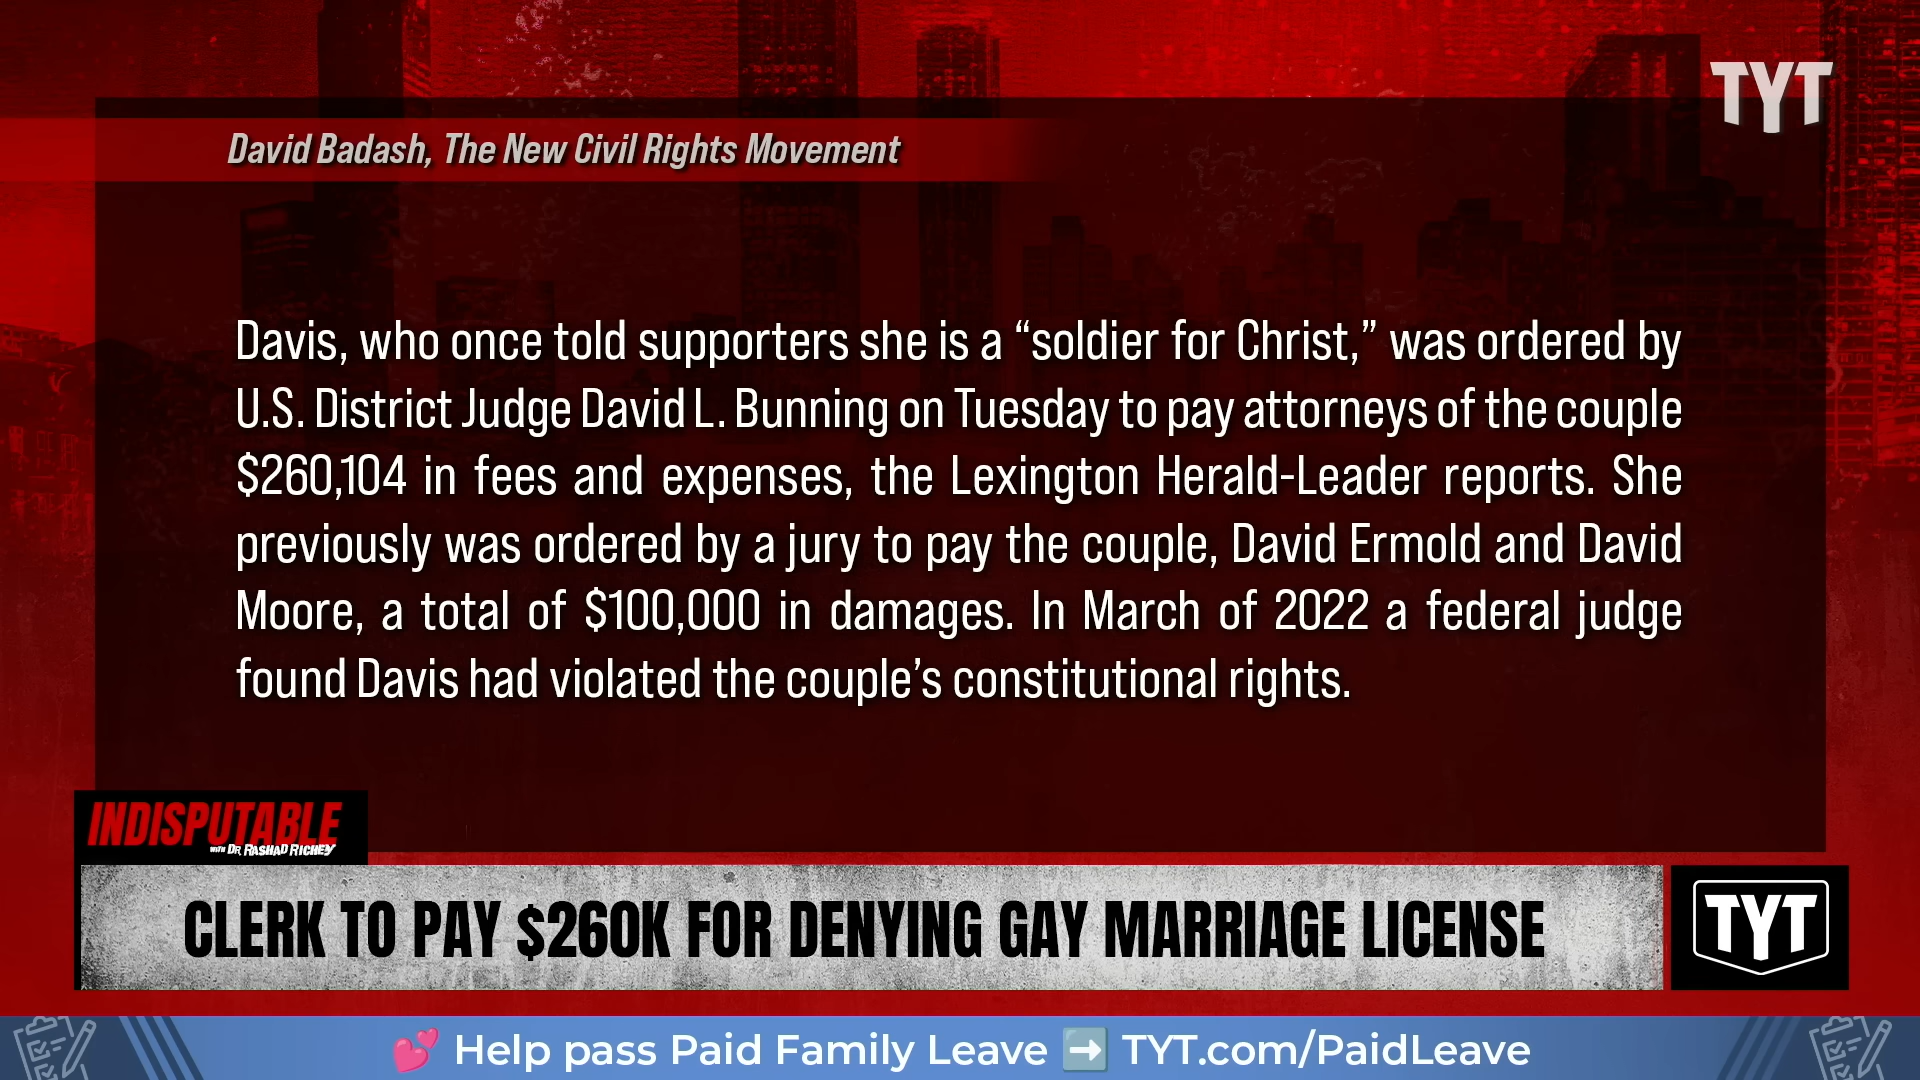 TYT
David Badash, The New Civil Rights Movement
Davis, who once told supporters she is a “soldier for Christ,” was ordered by
U.S. District Judge David L. Bunning on Tuesday to pay attorneys of the couple
$260,104 in fees and expenses, the Lexington Herald-Leader reports. She
previously was ordered by a jury to pay the couple, David Ermold and David
Moore, a total of $100,000 in damages. In March of 2022 a federal judge
found Davis had violated the couple’s constitutional rights.
INDISPUTABLE
WITH DR RASHAD RICHEY
CLERK TO PAY $260K FOR DENYING GAY MARRIAGE LICENSE
TYT
Help pass Paid Family Leave ➡️ TYT.com/PaidLeave